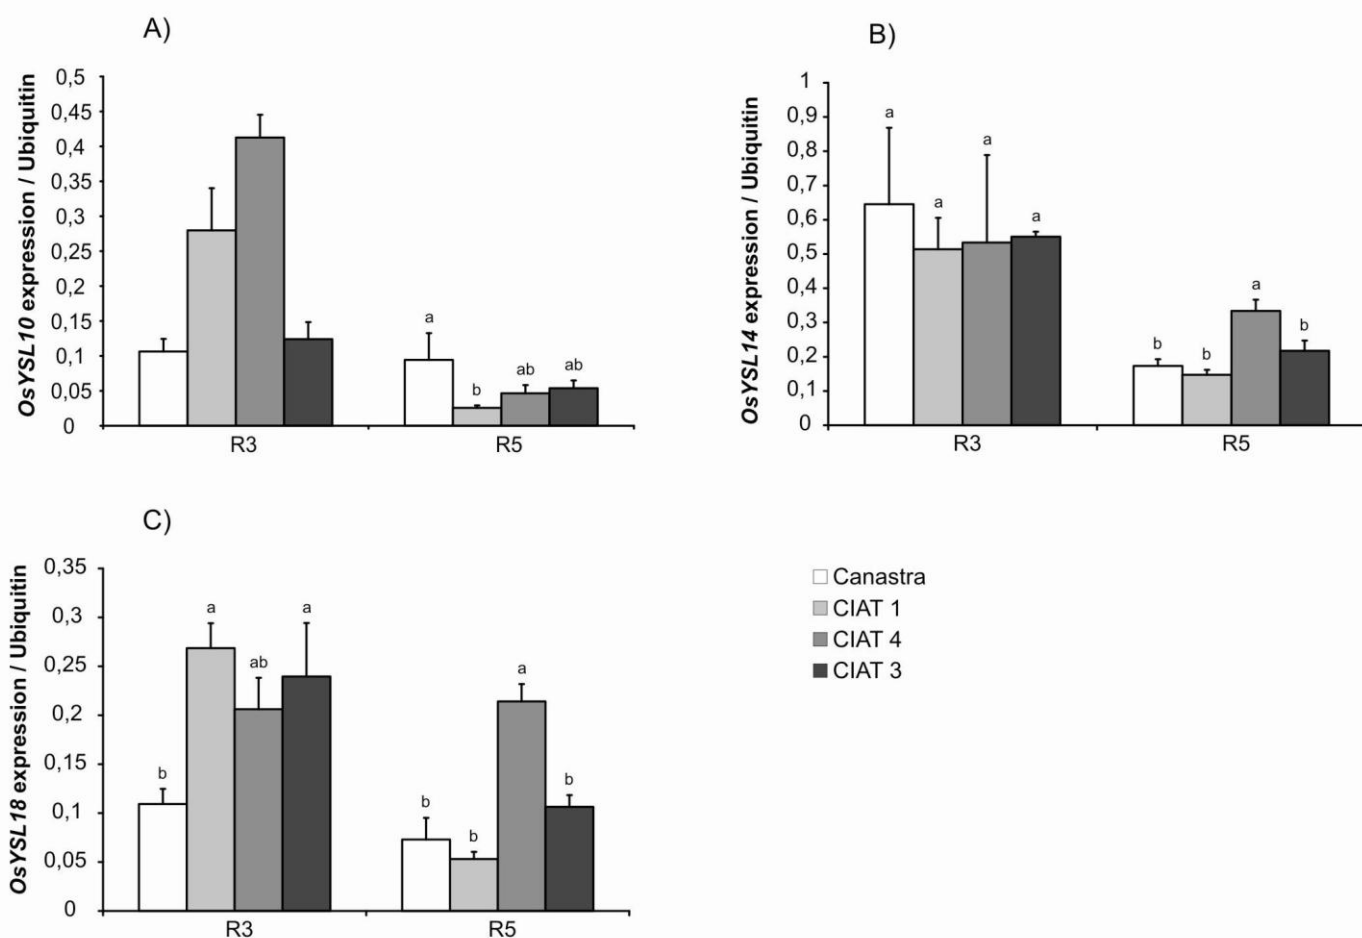 A)
OsYSL10 expression / Ubiquitin
0,5
0,45
0,4
0,35
0,3
0,25
0,2
0,15
0,1
0,05
0
a
b
ab
ab
R3
R5
B)
OsYSL14 expression / Ubiquitin
1
0,9
0,8
0,7
0,6
0,5
0,4
0,3
0,2
0,1
0
a
a
a
a
b
b
a
b
R3
R5
C)
OsYSL18 expression / Ubiquitin
0,35
0,3
0,25
0,2
0,15
0,1
0,05
0
b
a
ab
a
b
b
a
b
R3
R5
Canastra
CIAT 1
CIAT 4
CIAT 3